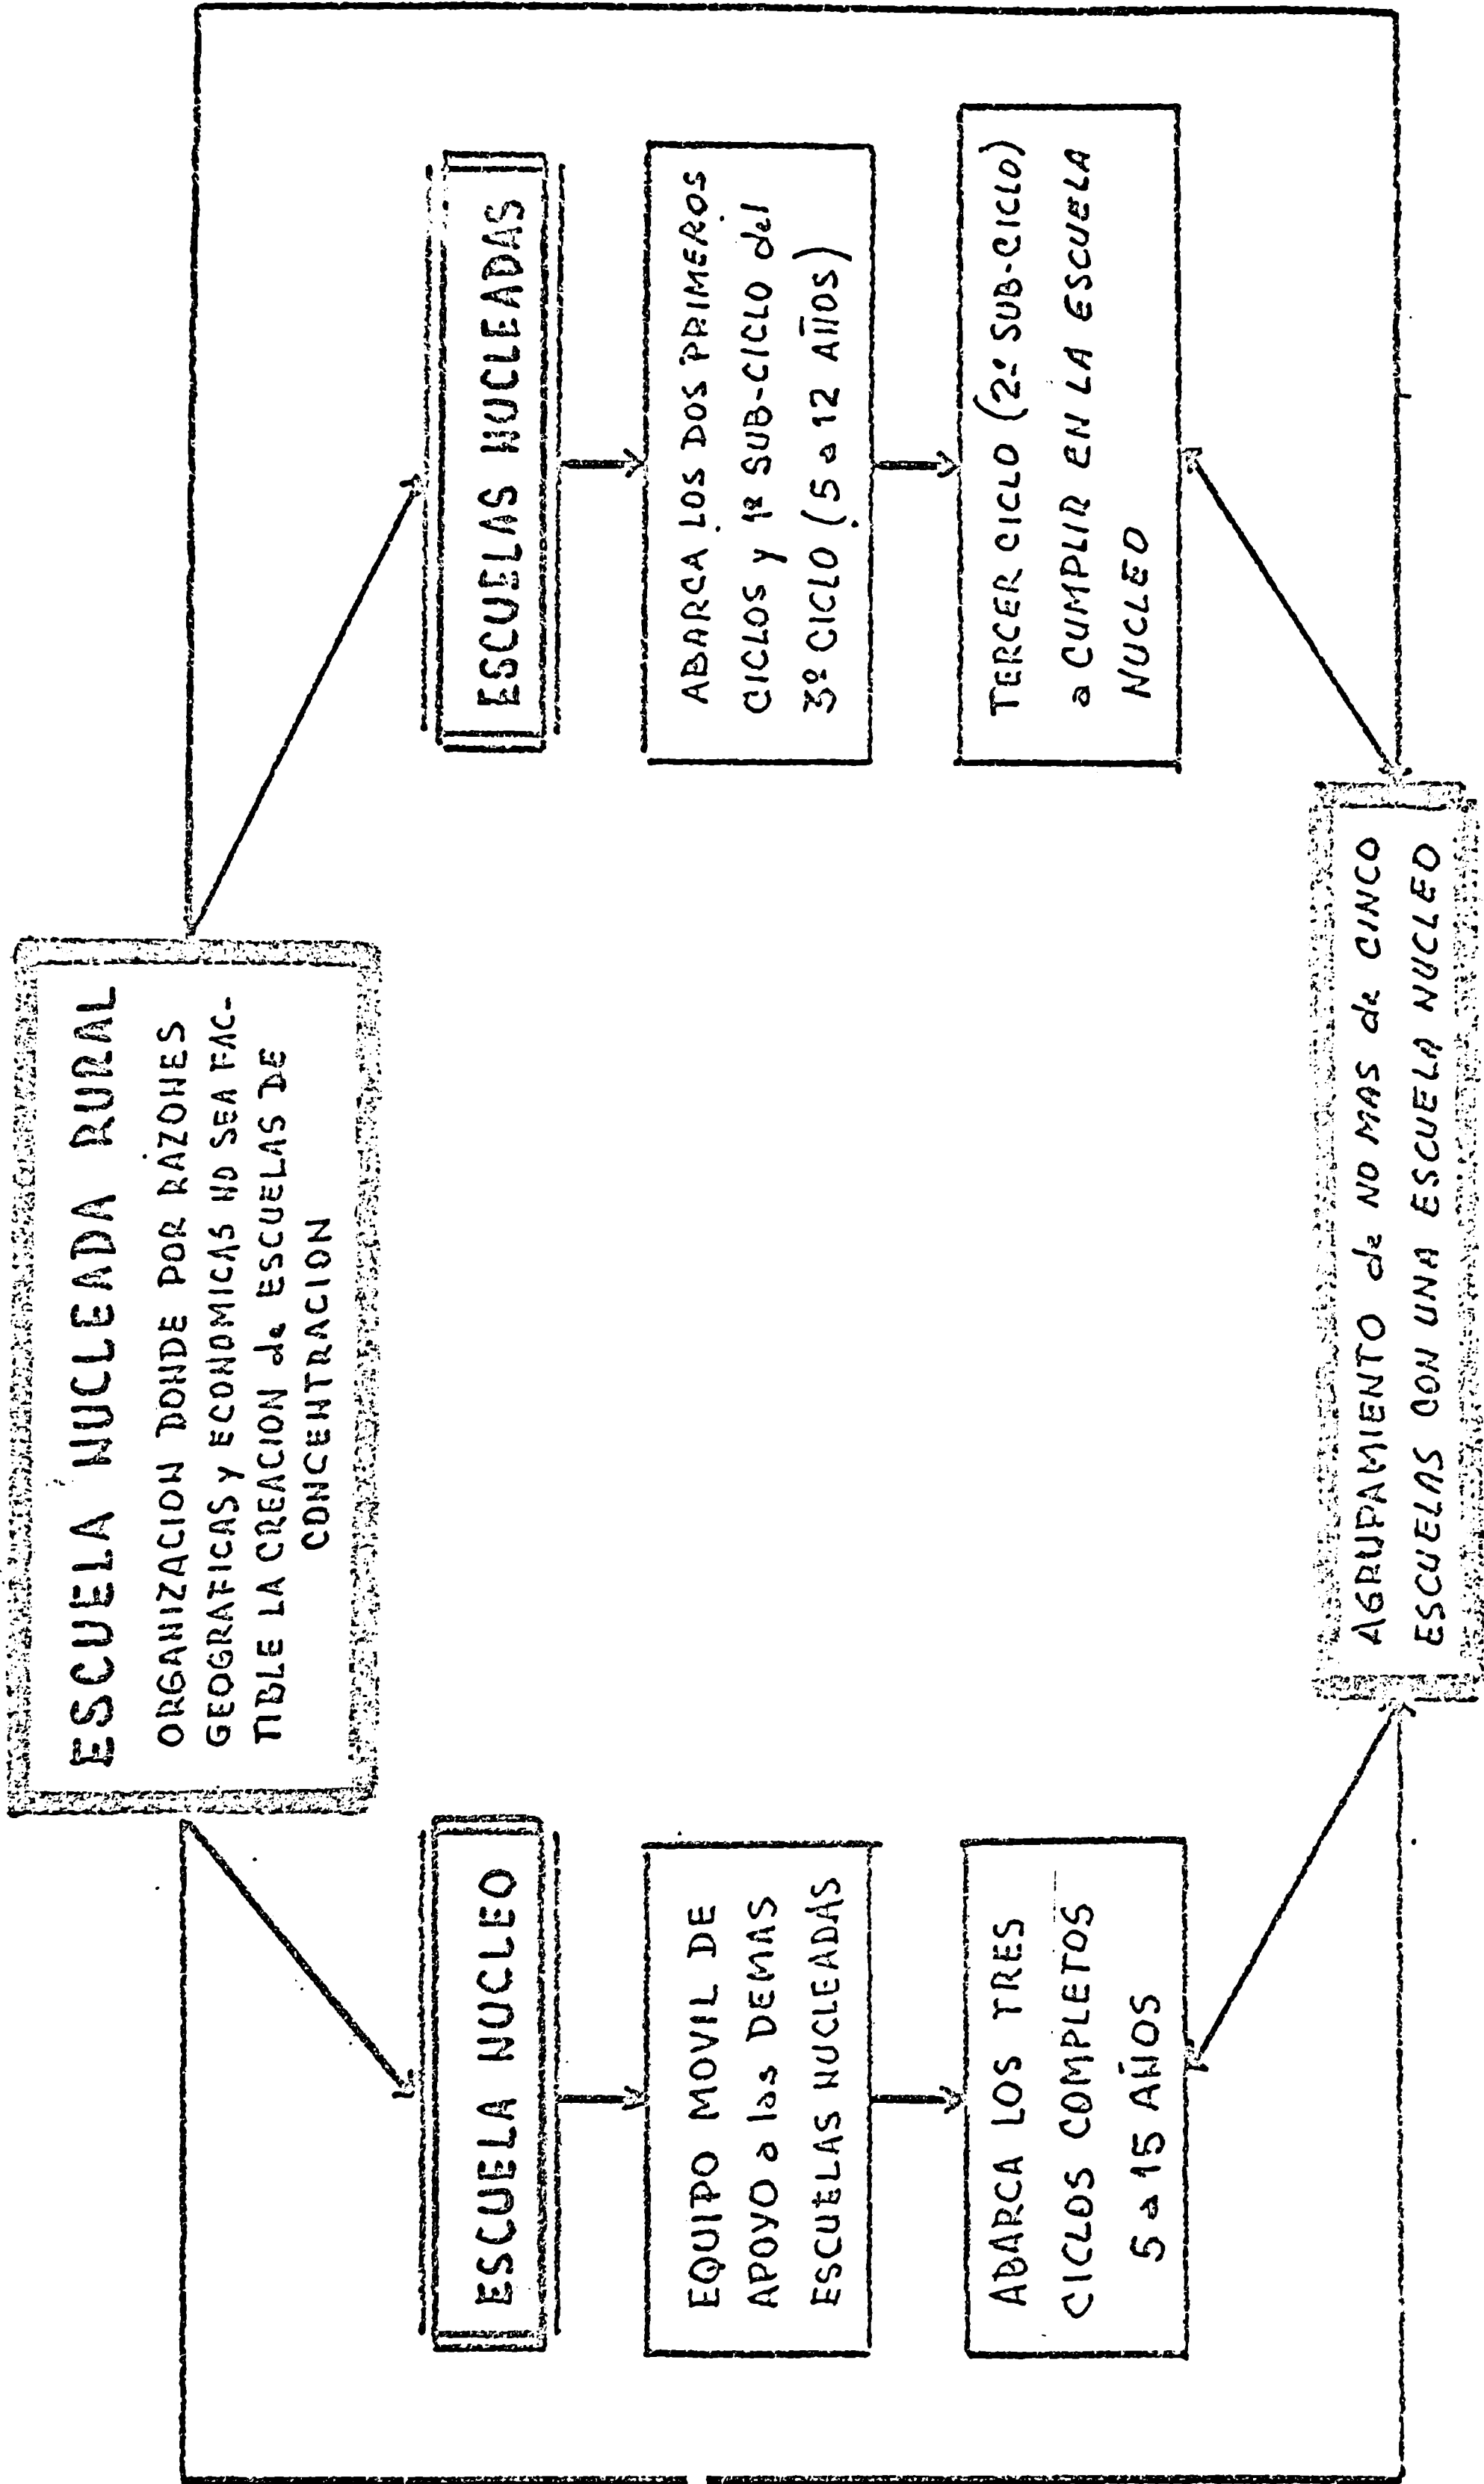 ESCUELA NUCLEADA RURAL
ORGANIZACION DONDE POR RAZONES
GEOGRAFICAS y ECONOMICAS NO SEA FAC-
TIBLE LA CREACION de ESCUELAS DE
CONCENTRACION
ESCUELA NUCLEO
EQUIPO MOVIL DE
APOYO a las DEMAS
ESCUELAS NUCLEADAS
ABARCA LOS TRES
CICLOS COMPLETOS
5 a 15 AÑOS
ESCUELAS NUCLEADAS
ABARCA LOS DOS PRIMEROS
CICLOS y 1º SUB-CICLO del
3º CICLO (5 a 12 AÑOS)
TERCER CICLO (2º SUB-CICLO)
a CUMPLIR EN LA ESCUELA
NUCLEO
AGRUPAMIENTO de NO MAS de CINCO
ESCUELAS CON UNA ESCUELA NUCLEO